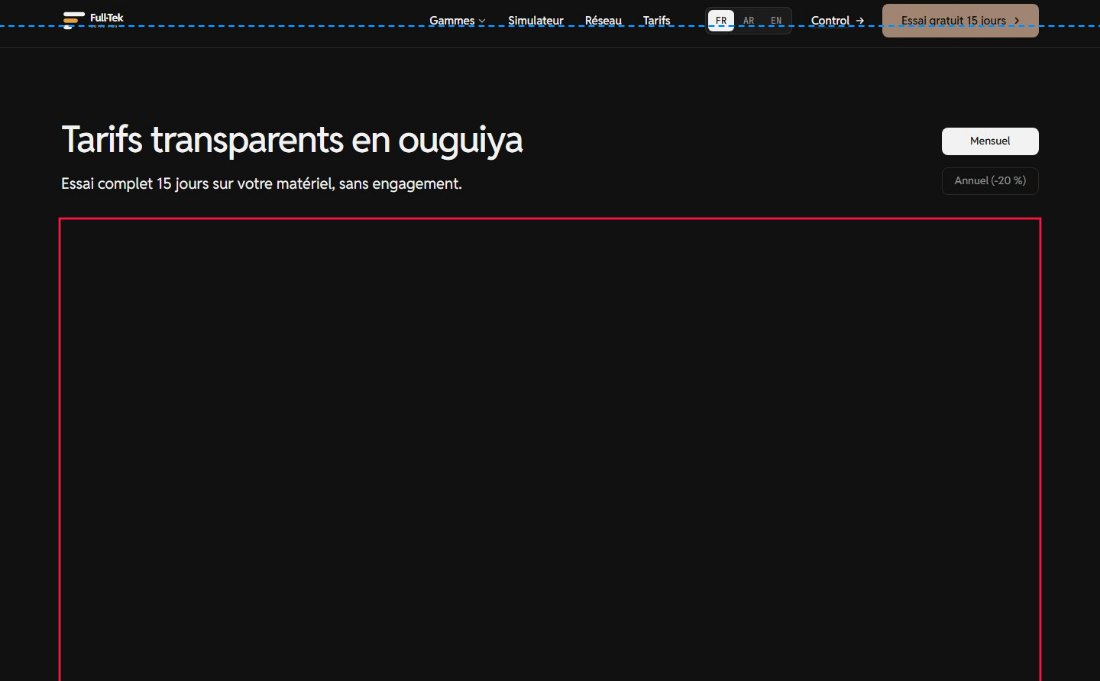 Full-Tek
Gammes Simulateur Réseau Tarifs FR AR EN Control → Essai gratuit 15 jours >
Tarifs transparents en ouguiya
Essai complet 15 jours sur votre matériel, sans engagement.
Mensuel
Annuel (-20 %)